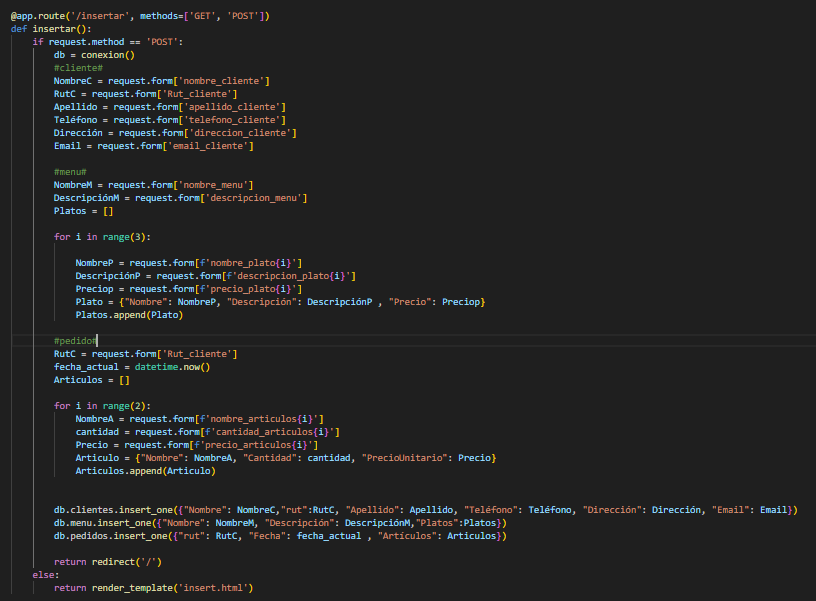 @app.route('/insertar', methods=['GET', 'POST'])
def insertar():
if request.method == 'POST':
db = conexion()
#cliente#
NombreC = request.form['nombre_cliente']
RutC = request.form['Rut_cliente']
Apellido = request.form['apellido_cliente']
Teléfono = request.form['telefono_cliente']
Dirección = request.form['direccion_cliente']
Email = request.form['email_cliente']
#menu#
NombreM = request.form['nombre_menu']
DescripciónM = request.form['descripcion_menu']
Platos = []
for i in range(3):
NombreP = request.form[f'nombre_plato{i}']
DescripciónP = request.form[f'descripcion_plato{i}']
Preciop = request.form[f'precio_plato{i}']
Plato = {"Nombre": NombreP, "Descripción": DescripciónP , "Precio": Preciop}
Platos.append(Plato)
#pedido#
RutC = request.form['Rut_cliente']
fecha_actual = datetime.now()
Articulos = []
for i in range(2):
NombreA = request.form[f'nombre_articulos{i}']
cantidad = request.form[f'cantidad_articulos{i}']
Precio = request.form[f'precio_articulos{i}']
Articulo = {"Nombre": NombreA, "Cantidad": cantidad, "PrecioUnitario": Precio}
Articulos.append(Articulo)
db.clientes.insert_one({"Nombre": NombreC,"rut":RutC, "Apellido": Apellido, "Teléfono": Teléfono, "Dirección": Dirección, "Email": Email})
db.menu.insert_one({"Nombre": NombreM, "Descripción": DescripciónM,"Platos":Platos})
db.pedidos.insert_one({"rut": RutC, "Fecha": fecha_actual , "Artículos": Articulos})
return redirect('/')
else:
return render_template('insert.html')